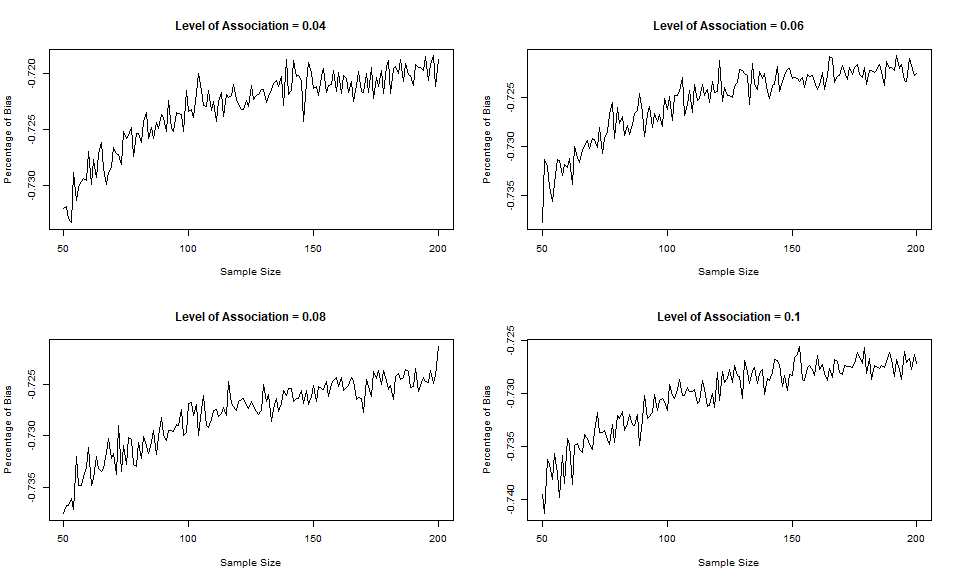 Level of Association = 0.04
Percentage of Bias
-0.720
-0.725
-0.730
50 100 150 200
Sample Size
Level of Association = 0.06
Percentage of Bias
-0.725
-0.730
-0.735
50 100 150 200
Sample Size
Level of Association = 0.08
Percentage of Bias
-0.725
-0.730
-0.735
50 100 150 200
Sample Size
Level of Association = 0.1
Percentage of Bias
-0.725
-0.730
-0.735
-0.740
50 100 150 200
Sample Size